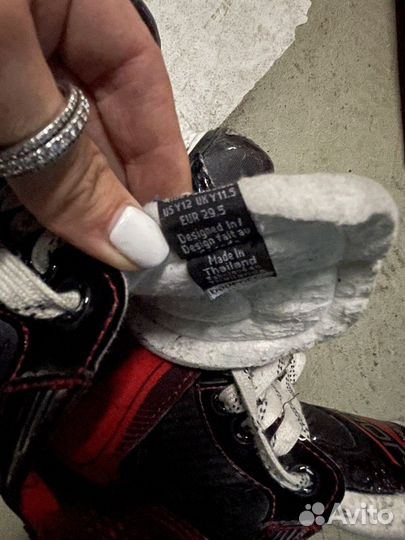 US Y12 UK Y11.5
EUR 29.5
Designed in/
Design fait au
Made in
Thailand
Avito